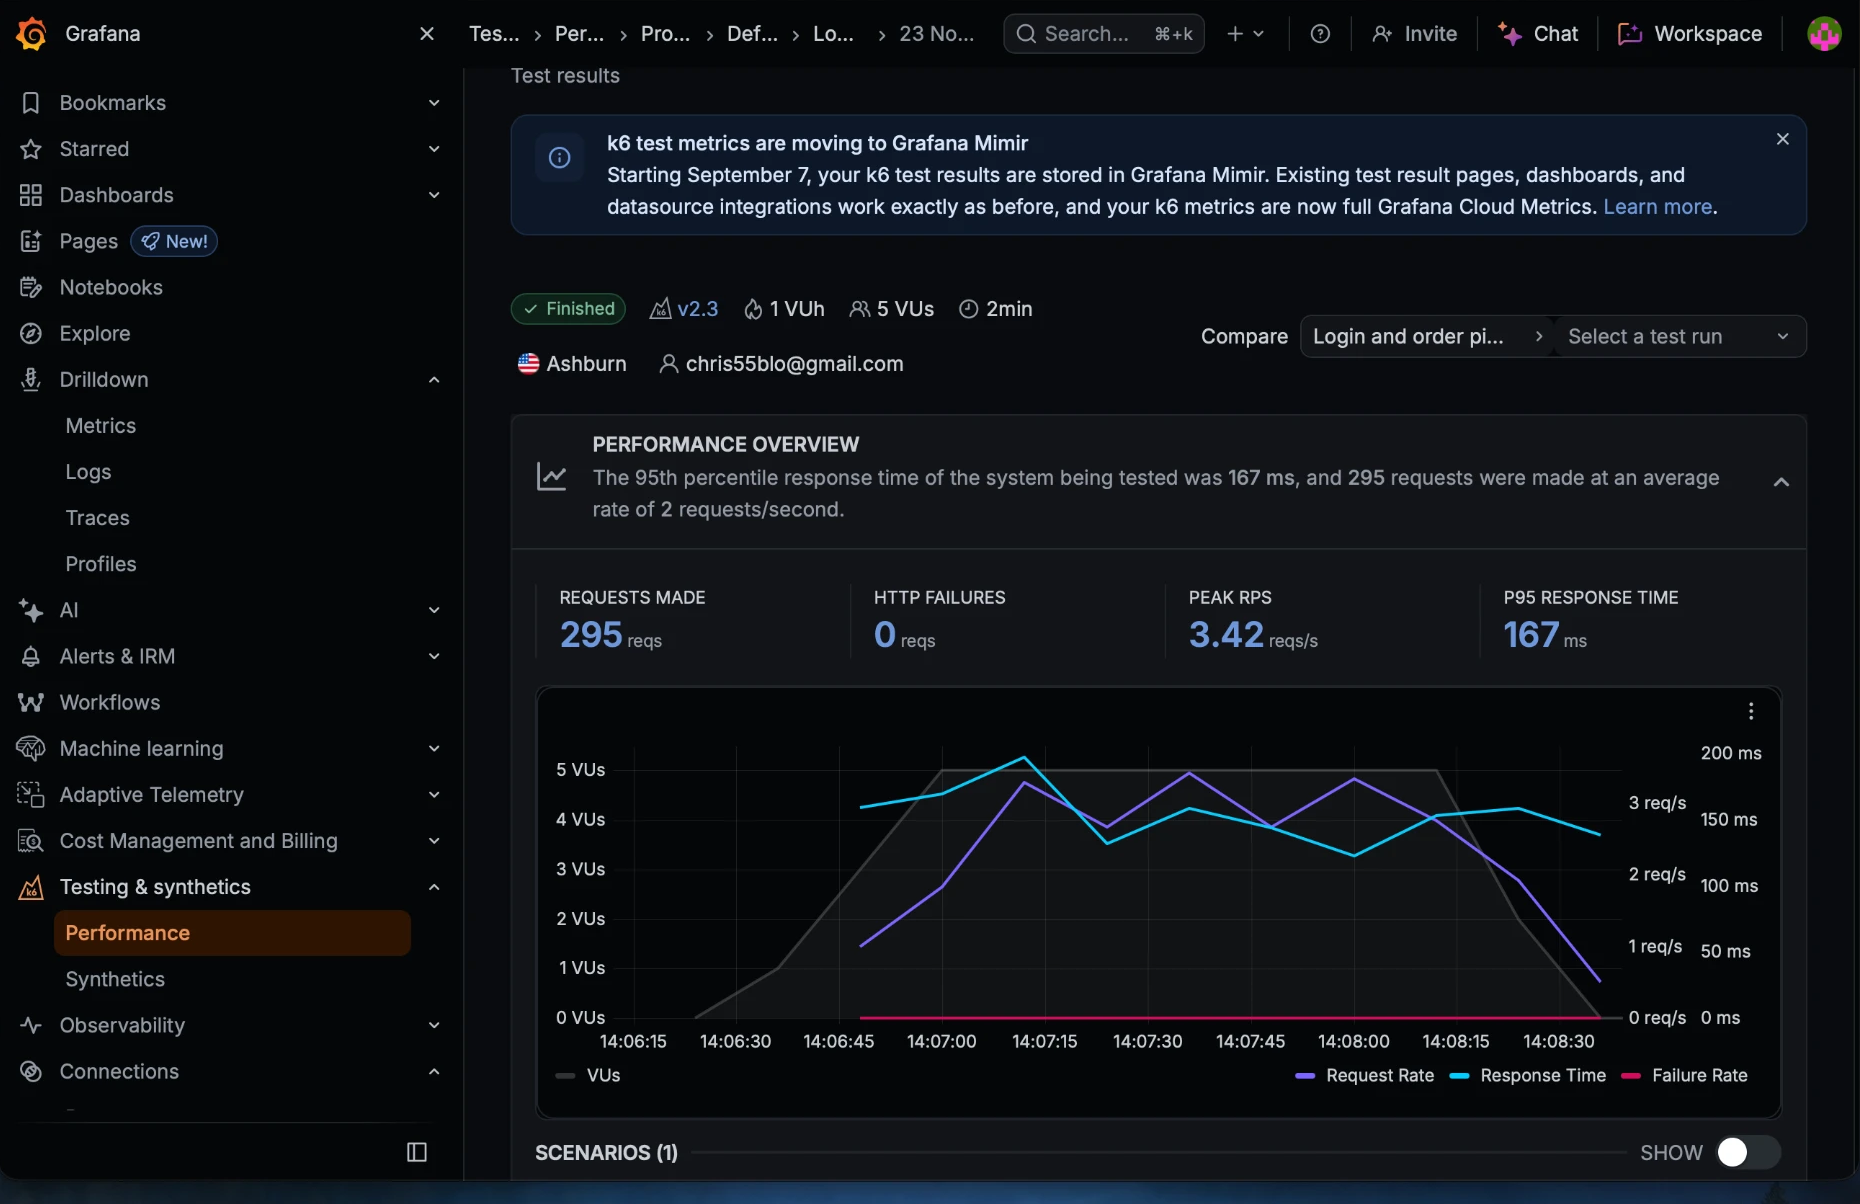 Grafana
Tes... › Per... › Pro... › Def... › Lo... › 23 No...
Search... ⌘+k
Invite
Chat
Workspace
Bookmarks
Starred
Dashboards
Pages New!
Notebooks
Explore
Drilldown
Metrics
Logs
Traces
Profiles
AI
Alerts & IRM
Workflows
Machine learning
Adaptive Telemetry
Cost Management and Billing
Testing & synthetics
Performance
Synthetics
Observability
Connections
Test results
k6 test metrics are moving to Grafana Mimir
Starting September 7, your k6 test results are stored in Grafana Mimir. Existing test result pages, dashboards, and
datasource integrations work exactly as before, and your k6 metrics are now full Grafana Cloud Metrics. Learn more.
Finished v2.3 1 VUh 5 VUs 2min
Ashburn chris55blo@gmail.com
Compare Login and order pi... › Select a test run
PERFORMANCE OVERVIEW
The 95th percentile response time of the system being tested was 167 ms, and 295 requests were made at an average
rate of 2 requests/second.
REQUESTS MADE
295 reqs
HTTP FAILURES
0 reqs
PEAK RPS
3.42 reqs/s
P95 RESPONSE TIME
167 ms
5 VUs
4 VUs
3 VUs
2 VUs
1 VUs
0 VUs
3 req/s
2 req/s
1 req/s
0 req/s
200 ms
150 ms
100 ms
50 ms
0 ms
14:06:15 14:06:30 14:06:45 14:07:00 14:07:15 14:07:30 14:07:45 14:08:00 14:08:15 14:08:30
VUs Request Rate Response Time Failure Rate
SCENARIOS (1) SHOW